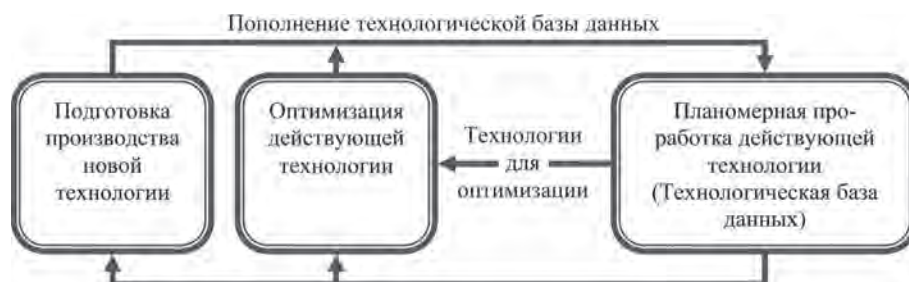 Пополнение технологической базы данных
Подготовка
производства
новой
технологии
Оптимизация
действующей
технологии
Технологии
для
оптимизации
Планомерная про-
работка действующей
технологии
(Технологическая база
данных)